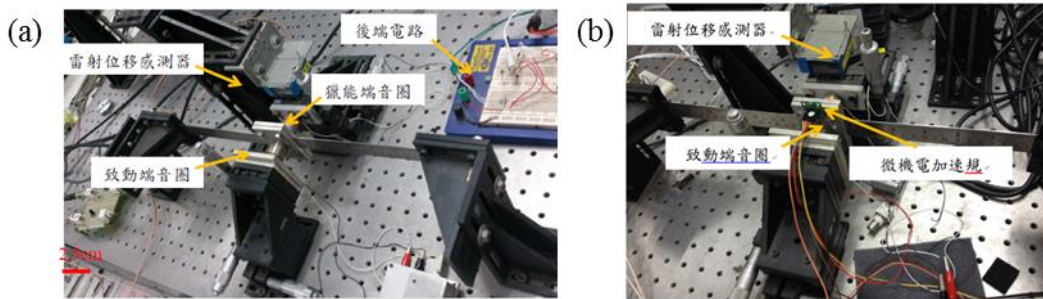 (a)
後端電路
雷射位移感測器
獵能端音圈
致動端音圈
2.5cm
(b)
雷射位移感測器
致動端音圈
微機電加速規